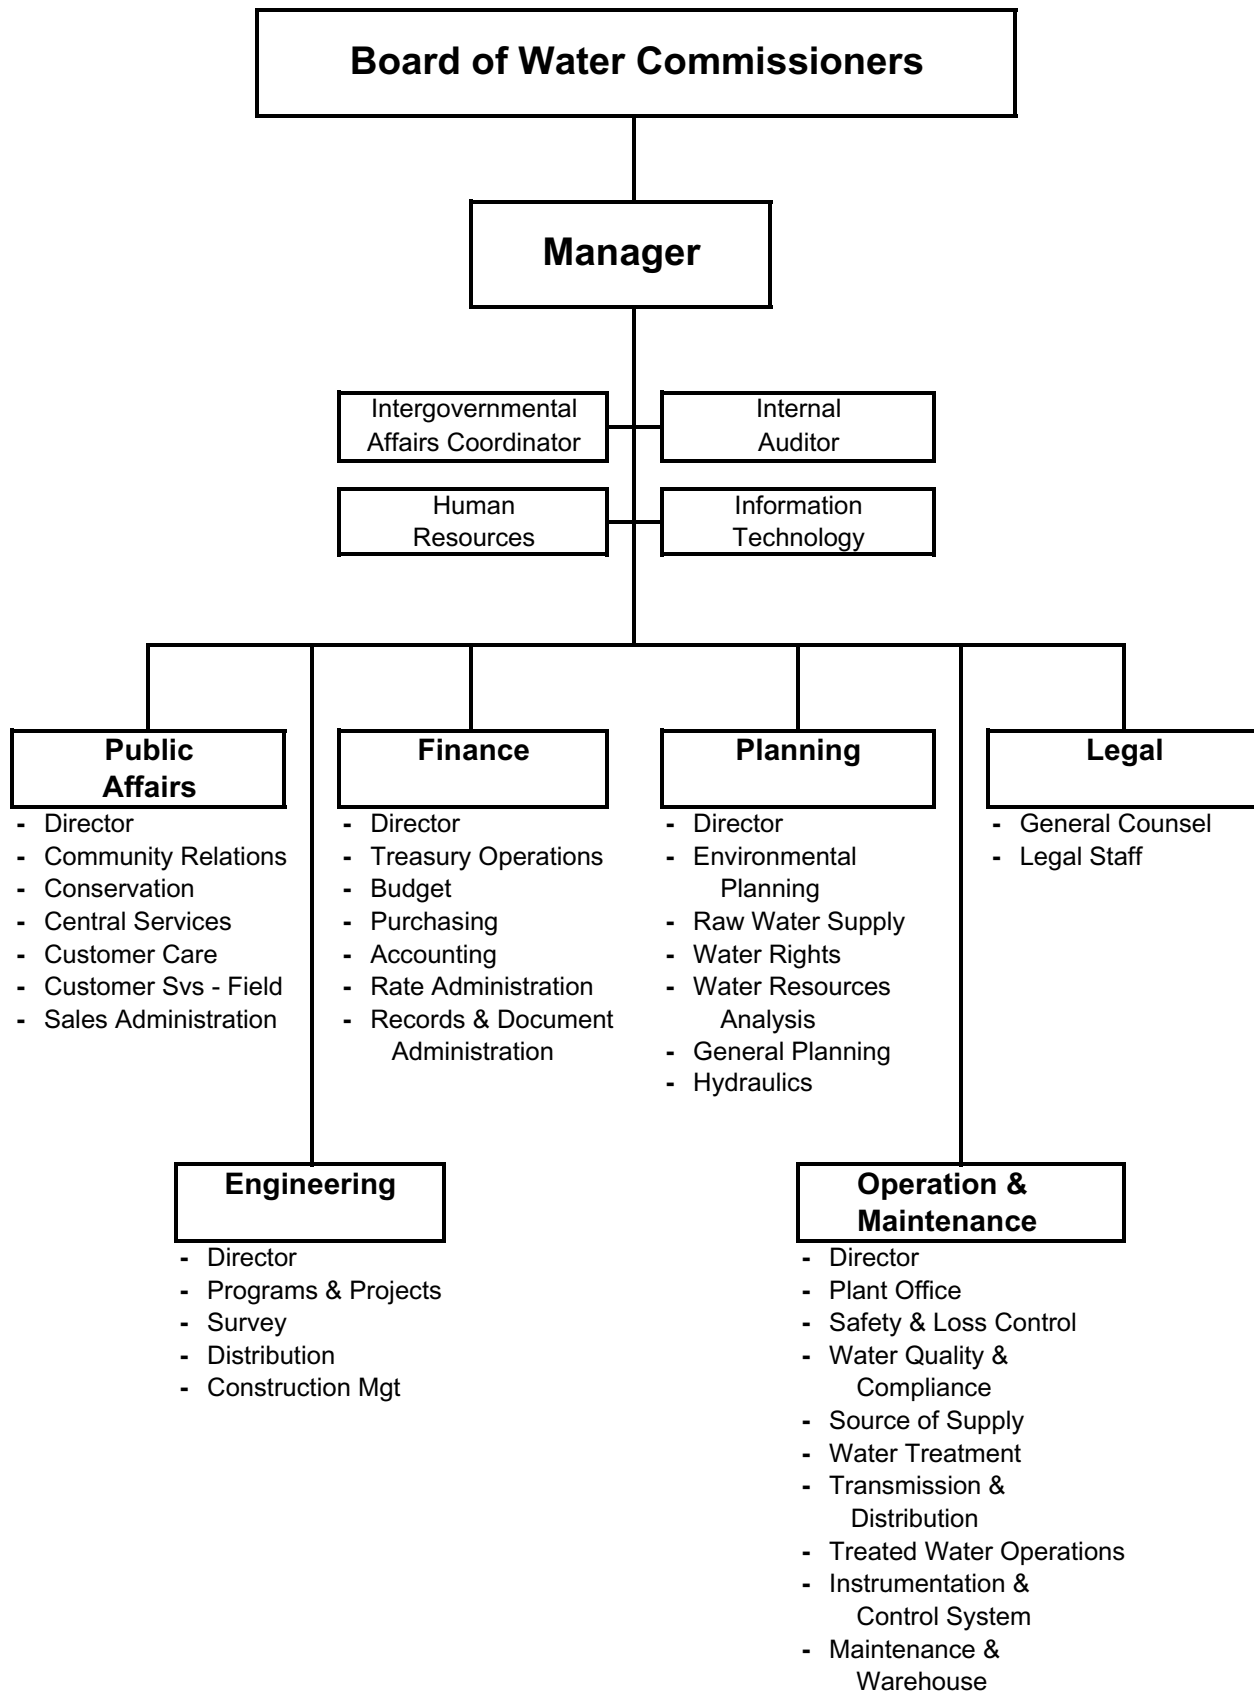 Board of Water Commissioners
Manager
Intergovernmental
Affairs Coordinator
Internal
Auditor
Human
Resources
Information
Technology
Public
Affairs
- Director
- Community Relations
- Conservation
- Central Services
- Customer Care
- Customer Svs - Field
- Sales Administration
Finance
- Director
- Treasury Operations
- Budget
- Purchasing
- Accounting
- Rate Administration
- Records & Document
Administration
Planning
- Director
- Environmental
Planning
- Raw Water Supply
- Water Rights
- Water Resources
Analysis
- General Planning
- Hydraulics
Legal
- General Counsel
- Legal Staff
Engineering
- Director
- Programs & Projects
- Survey
- Distribution
- Construction Mgt
Operation &
Maintenance
- Director
- Plant Office
- Safety & Loss Control
- Water Quality &
Compliance
- Source of Supply
- Water Treatment
- Transmission &
Distribution
- Treated Water Operations
- Instrumentation &
Control System
- Maintenance &
Warehouse